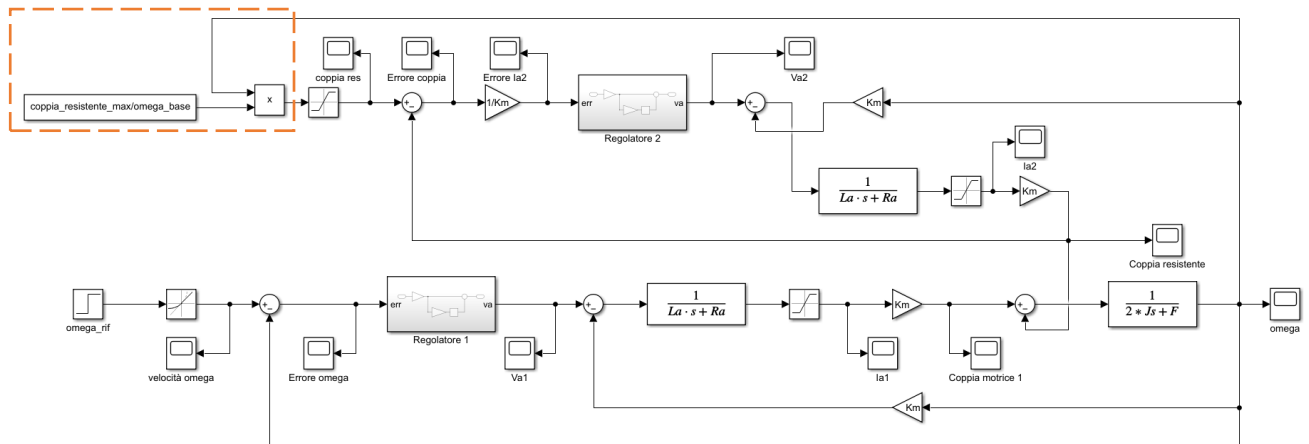 coppia_resistente_max/omega_base
x
coppia res
+
−
Errore coppia
1/Km
Errore Ia2
err
va
Regolatore 2
Va2
+
−
Km
1
La · s + Ra
Ia2
Km
Coppia resistente
omega_rif
velocità omega
+
−
Errore omega
err
va
Regolatore 1
Va1
+
−
1
La · s + Ra
Ia1
Km
Coppia motrice 1
+
−
1
2 * Js + F
omega
Km